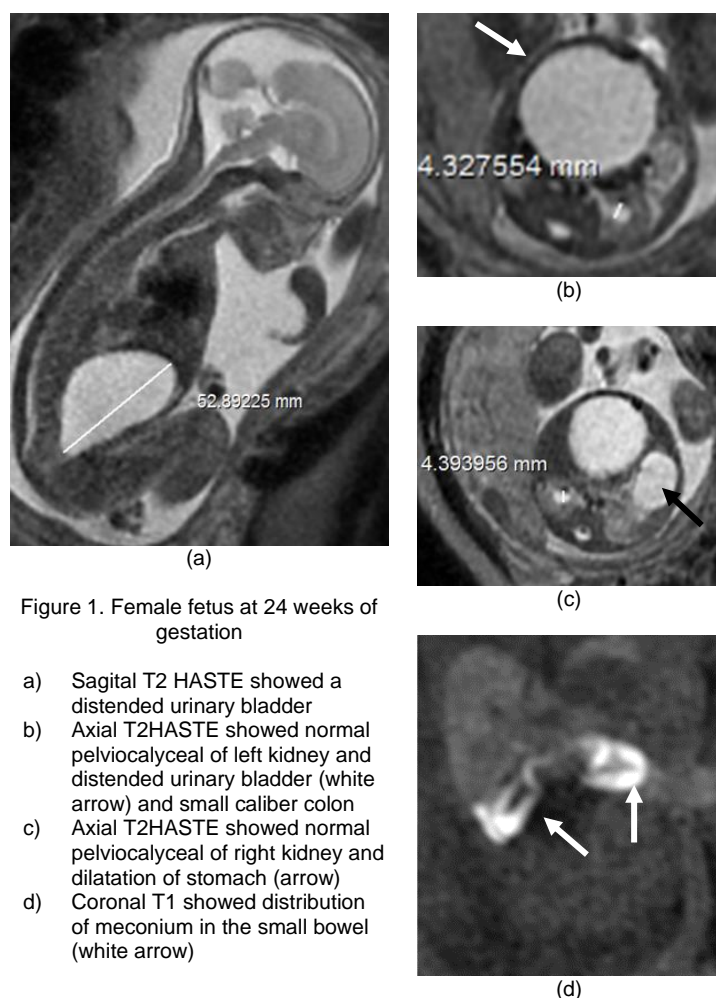 52.89225 mm
(a)
4.327554 mm
(b)
4.393956 mm
(c)
Figure 1. Female fetus at 24 weeks of
gestation
a) Sagital T2 HASTE showed a
distended urinary bladder
b) Axial T2HASTE showed normal
pelviocalyceal of left kidney and
distended urinary bladder (white
arrow) and small caliber colon
c) Axial T2HASTE showed normal
pelviocalyceal of right kidney and
dilatation of stomach (arrow)
d) Coronal T1 showed distribution
of meconium in the small bowel
(white arrow)
(d)